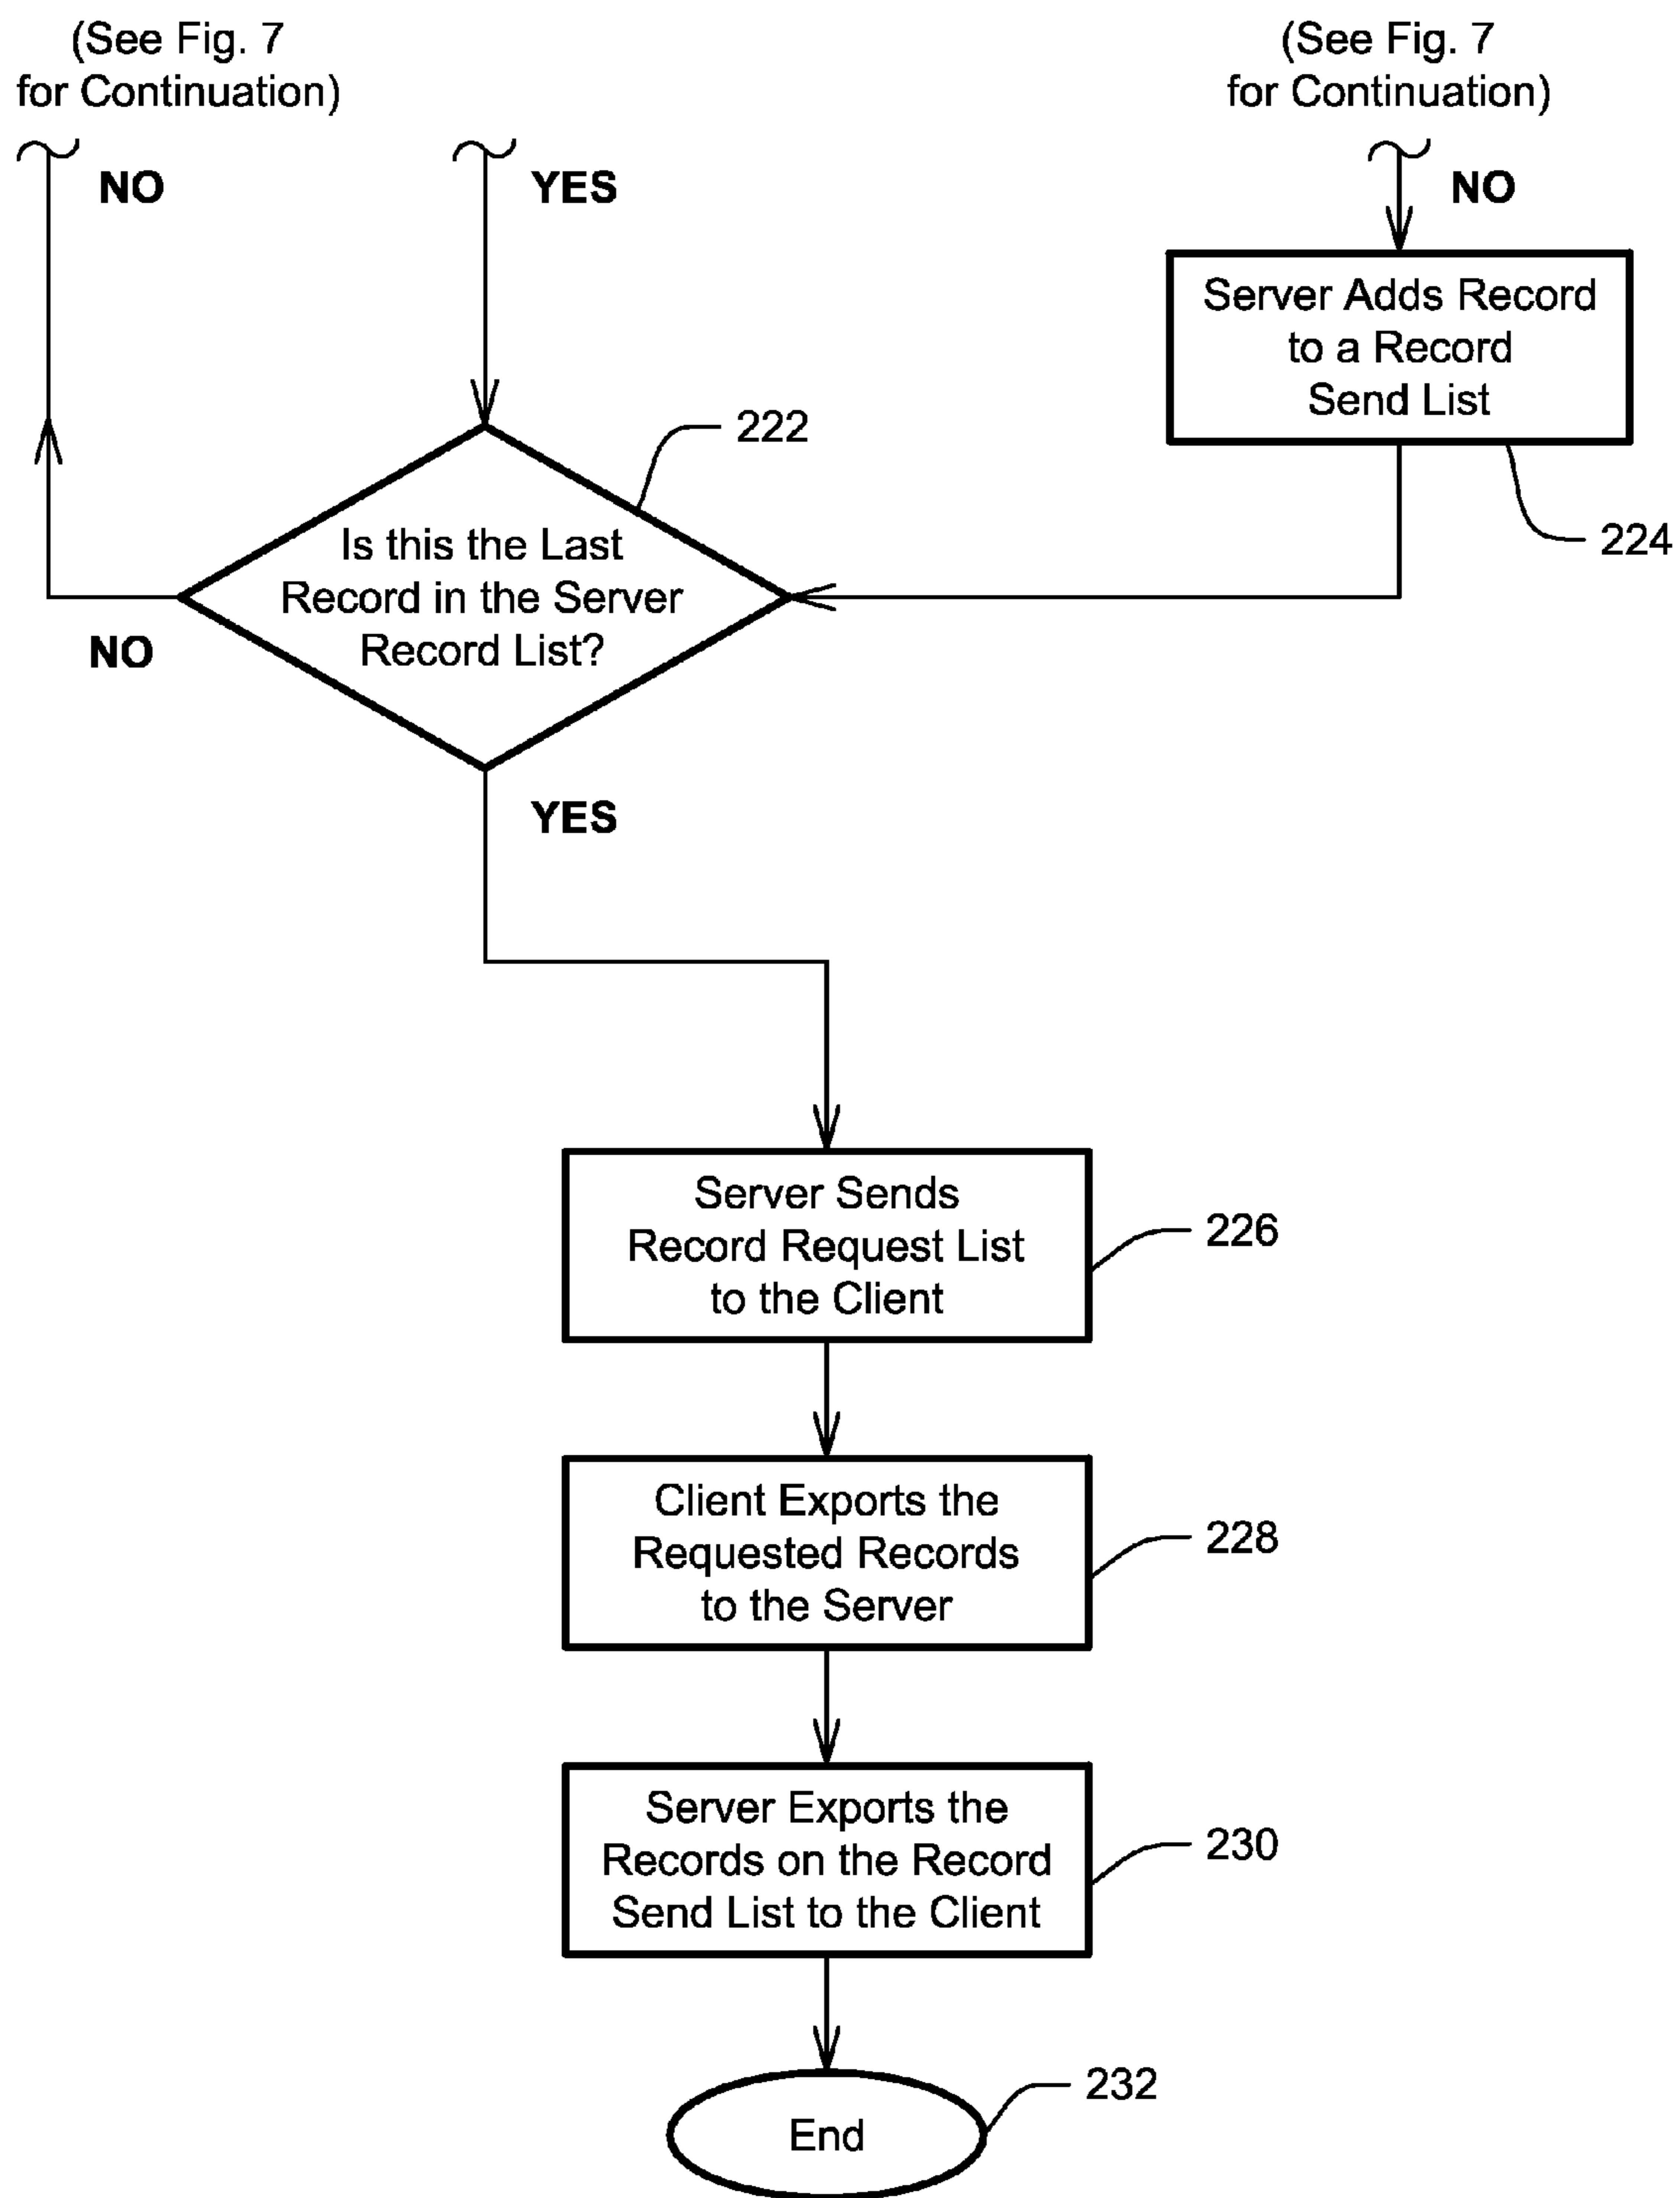 (See Fig. 7
for Continuation)
(See Fig. 7
for Continuation)
NO
YES
NO
Server Adds Record
to a Record
Send List
224
222
Is this the Last
Record in the Server
Record List?
NO
YES
Server Sends
Record Request List
to the Client
226
Client Exports the
Requested Records
to the Server
228
Server Exports the
Records on the Record
Send List to the Client
230
End
232